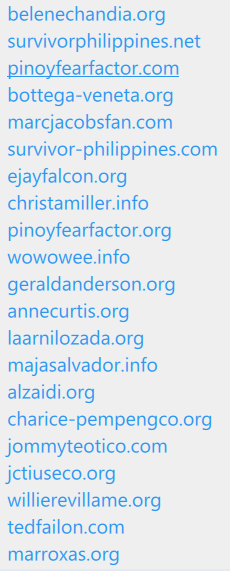 belenechandia.org
survivorphilippines.net
pinoyfearfactor.com
bottega-veneta.org
marcjacobsfan.com
survivor-philippines.com
ejayfalcon.org
christamiller.info
pinoyfearfactor.org
wowowee.info
geraldanderson.org
annecurtis.org
laarnilozada.org
majasalvador.info
alzaidi.org
charice-pempengco.org
jommyteotico.com
jctiuseco.org
willierevillame.org
tedfailon.com
marroxas.org